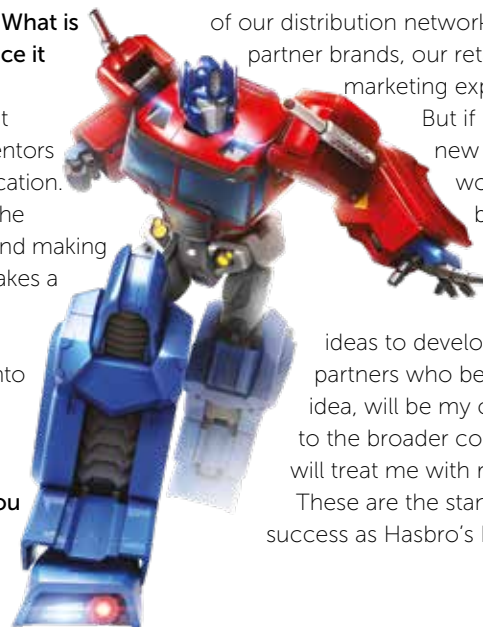 What is
ce it
t
entors
cation.
he
nd making
akes a
nto
ou
of our distribution network
partner brands, our ret
marketing exp
But if
new
wo
b
ideas to develo
partners who be
idea, will be my c
to the broader co
will treat me with r
These are the stan
success as Hasbro's I